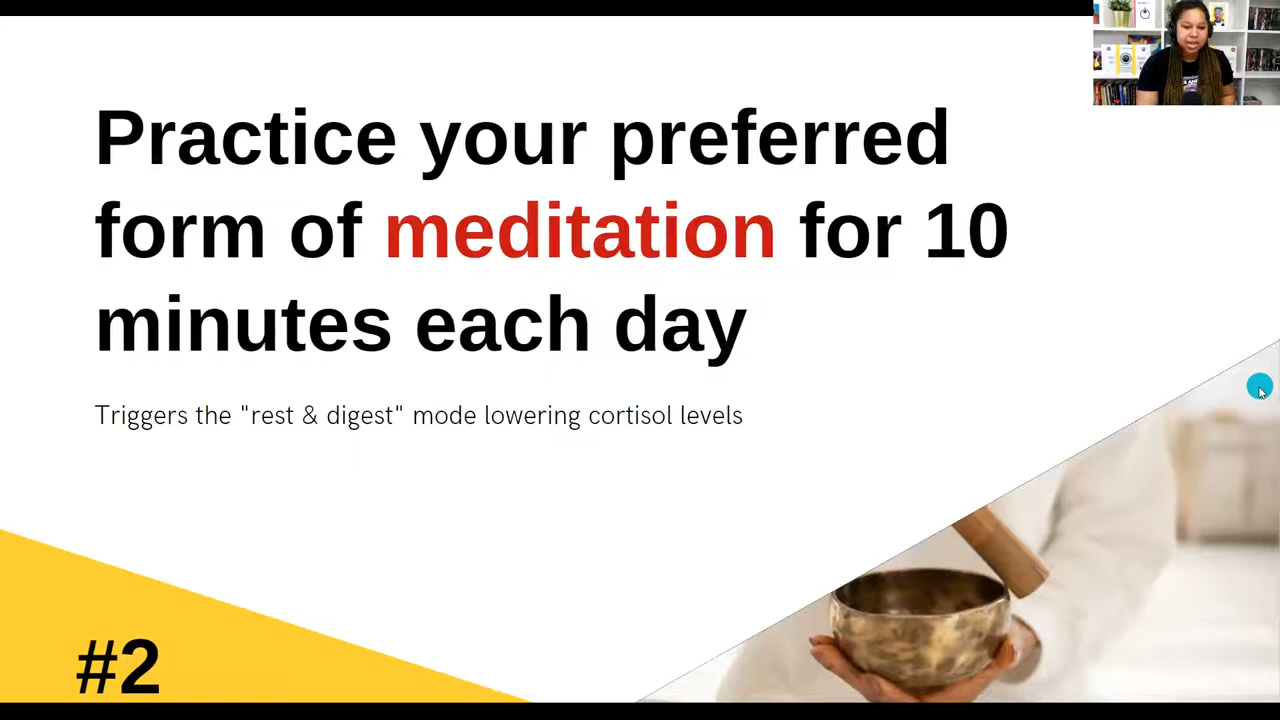 Practice your preferred
form of meditation for 10
minutes each day
Triggers the "rest & digest" mode lowering cortisol levels
#2